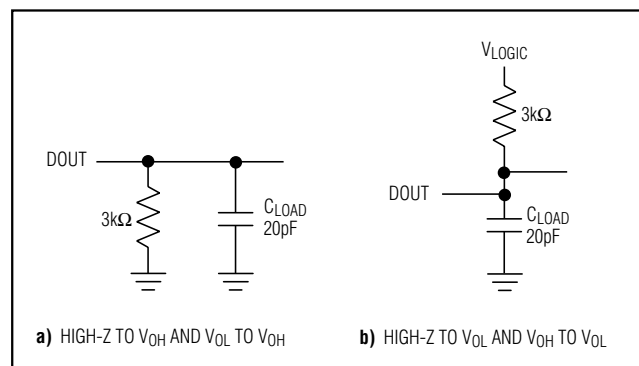 DOUT
3kΩ
CLOAD
20pF
a) HIGH-Z TO VOH AND VOL TO VOH
VLOGIC
3kΩ
DOUT
CLOAD
20pF
b) HIGH-Z TO VOL AND VOH TO VOL